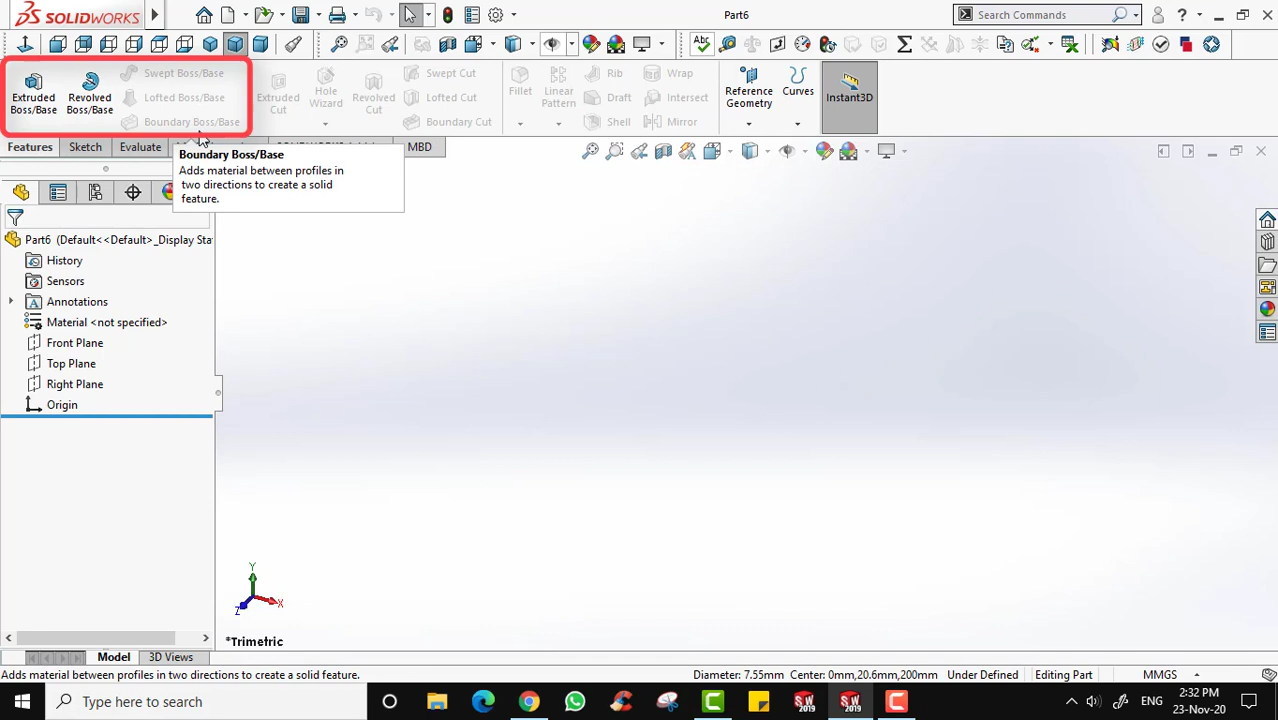 SOLIDWORKS
Part6
Search Commands
?
Abc
Extruded Boss/Base
Revolved Boss/Base
Swept Boss/Base
Lofted Boss/Base
Boundary Boss/Base
Extruded Cut
Hole Wizard
Revolved Cut
Swept Cut
Lofted Cut
Boundary Cut
Fillet
Linear Pattern
Rib
Draft
Shell
Wrap
Intersect
Mirror
Reference Geometry
Curves
Instant3D
Features
Sketch
Evaluate
MBD
Boundary Boss/Base
Adds material between profiles in
two directions to create a solid
feature.
Part6 (Default<<Default>_Display Sta
History
Sensors
Annotations
Material <not specified>
Front Plane
Top Plane
Right Plane
Origin
Y
X
Z
*Trimetric
Model
3D Views
Adds material between profiles in two directions to create a solid feature.
Diameter: 7.55mm Center: 0mm,20.6mm,200mm
Under Defined
Editing Part
MMGS
Type here to search
SW 2019
SW 2019
ENG
2:32 PM
23-Nov-20